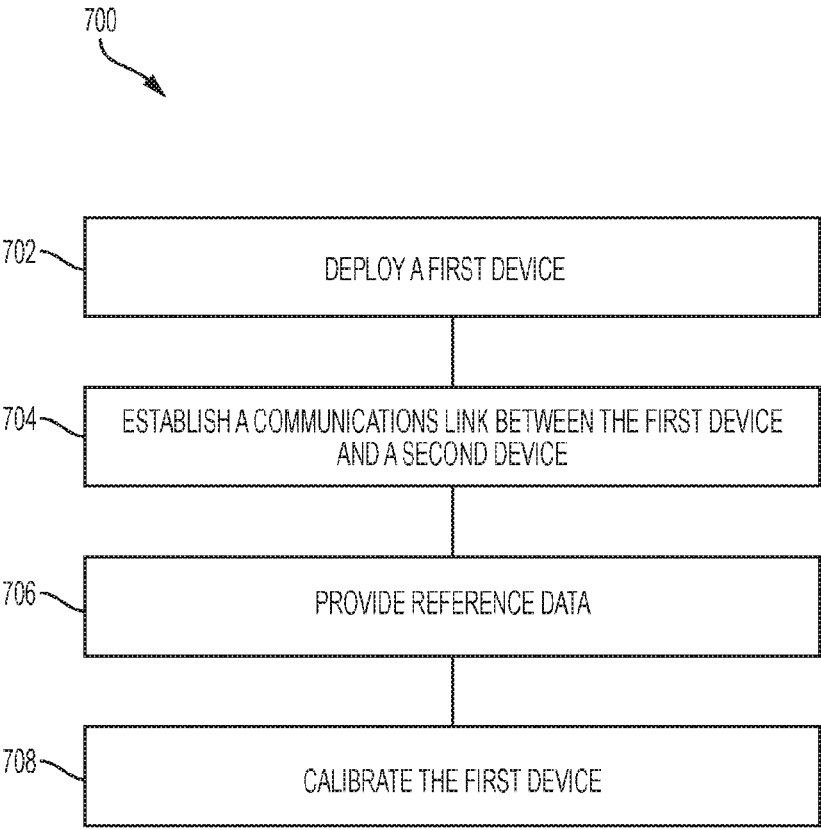 700
702
DEPLOY A FIRST DEVICE
704
ESTABLISH A COMMUNICATIONS LINK BETWEEN THE FIRST DEVICE
AND A SECOND DEVICE
706
PROVIDE REFERENCE DATA
708
CALIBRATE THE FIRST DEVICE